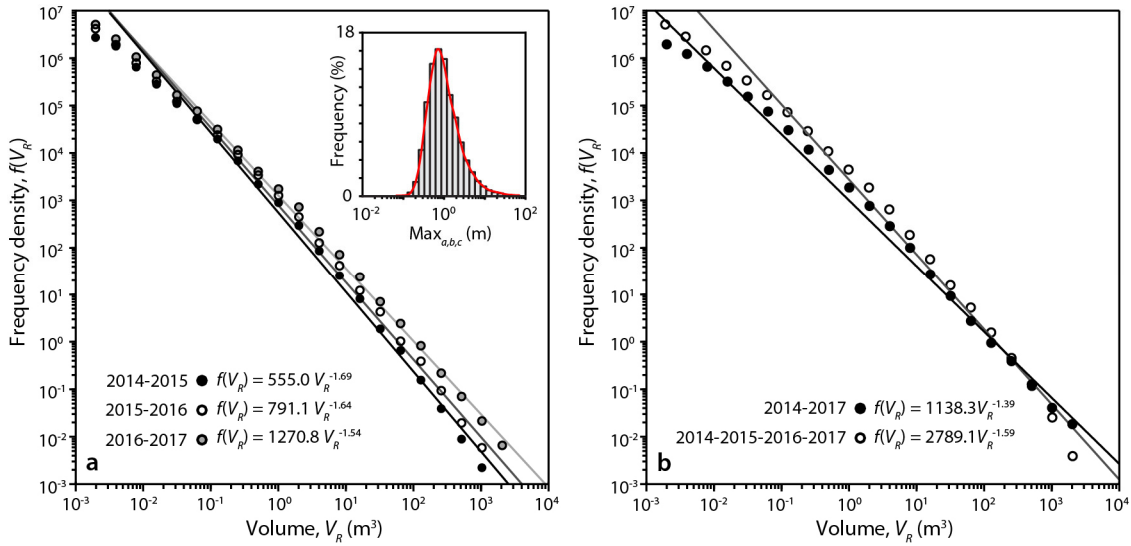 10⁷
10⁶
10⁵
10⁴
10³
10²
10¹
10⁰
10⁻¹
10⁻²
10⁻³
Frequency density, f(V_R)
10⁻³ 10⁻² 10⁻¹ 10⁰ 10¹ 10² 10³ 10⁴
Volume, V_R (m³)
18
0
Frequency (%)
10⁻² 10⁰ 10²
Max_a,b,c (m)
2014-2015 f(V_R) = 555.0 V_R^-1.69
2015-2016 f(V_R) = 791.1 V_R^-1.64
2016-2017 f(V_R) = 1270.8 V_R^-1.54
a
10⁷
10⁶
10⁵
10⁴
10³
10²
10¹
10⁰
10⁻¹
10⁻²
10⁻³
Frequency density, f(V_R)
2014-2017 f(V_R) = 1138.3V_R^-1.39
2014-2015-2016-2017 f(V_R) = 2789.1V_R^-1.59
b
10⁻³ 10⁻² 10⁻¹ 10⁰ 10¹ 10² 10³ 10⁴
Volume, V_R (m³)